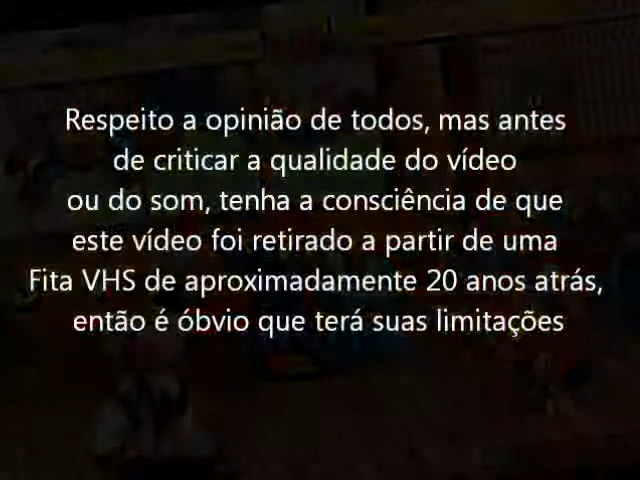 Respeito a opinião de todos, mas antes
de criticar a qualidade do vídeo
ou do som, tenha a consciência de que
este vídeo foi retirado a partir de uma
Fita VHS de aproximadamente 20 anos atrás,
então é óbvio que terá suas limitações